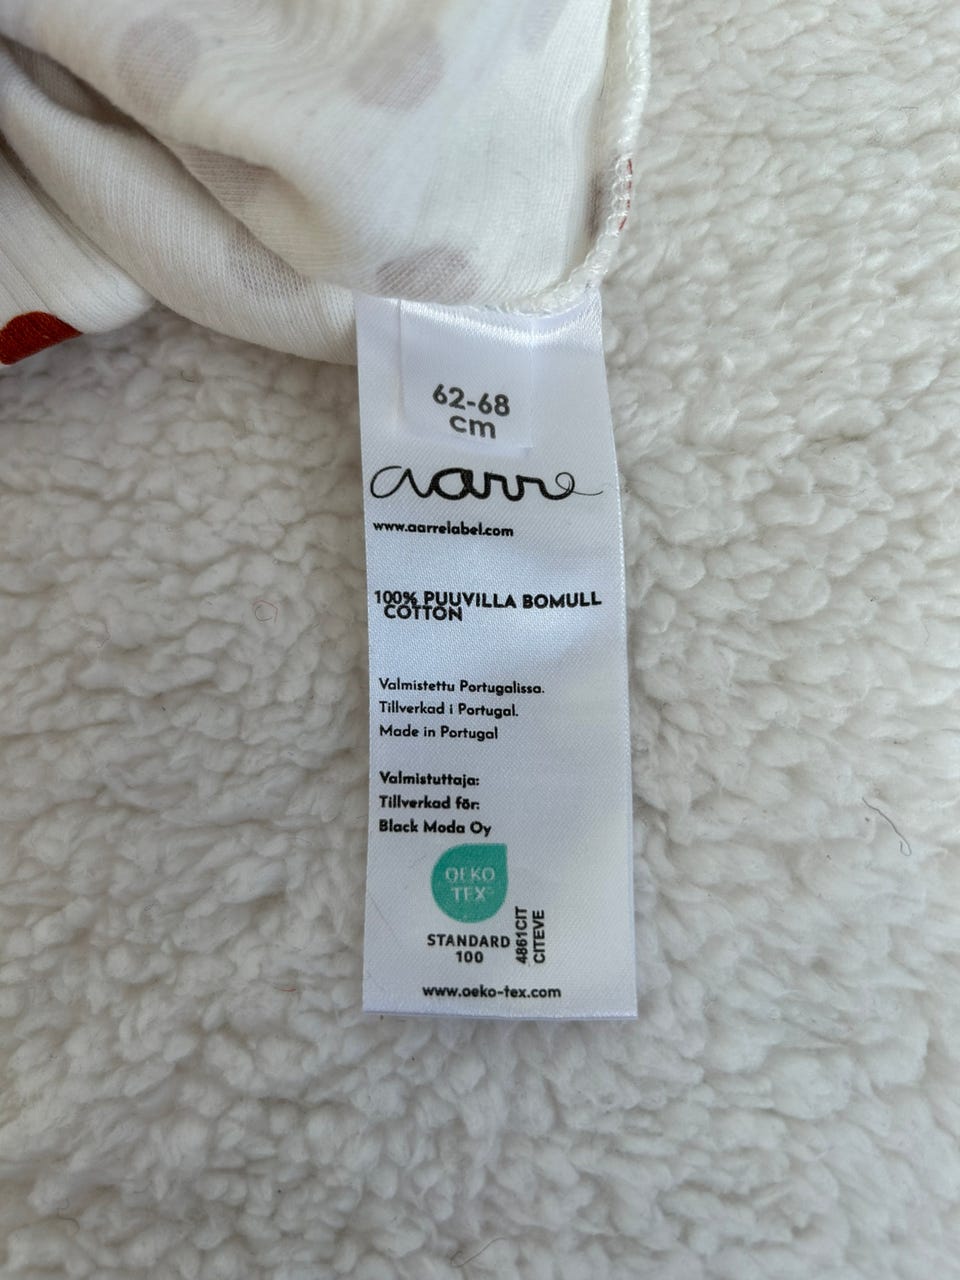 62-68
cm
aarre
www.aarrelabel.com
100% PUUVILLA BOMULL
COTTON
Valmistettu Portugalissa.
Tillverkad i Portugal.
Made in Portugal
Valmistuttaja:
Tillverkad för:
Black Moda Oy
OEKO
TEX®
STANDARD
100
4861CIT
CITEVE
www.oeko-tex.com